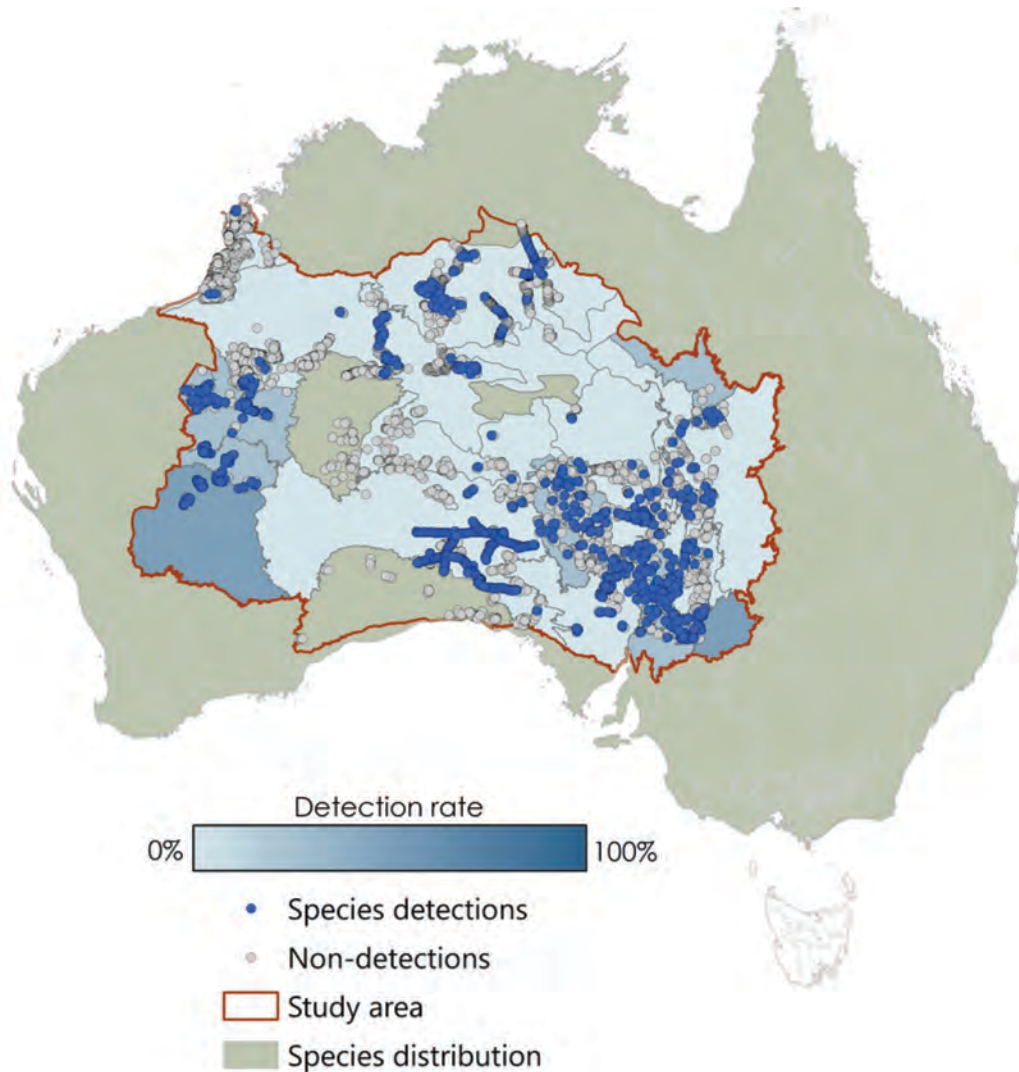 Detection rate
0% 100%
Species detections
Non-detections
Study area
Species distribution